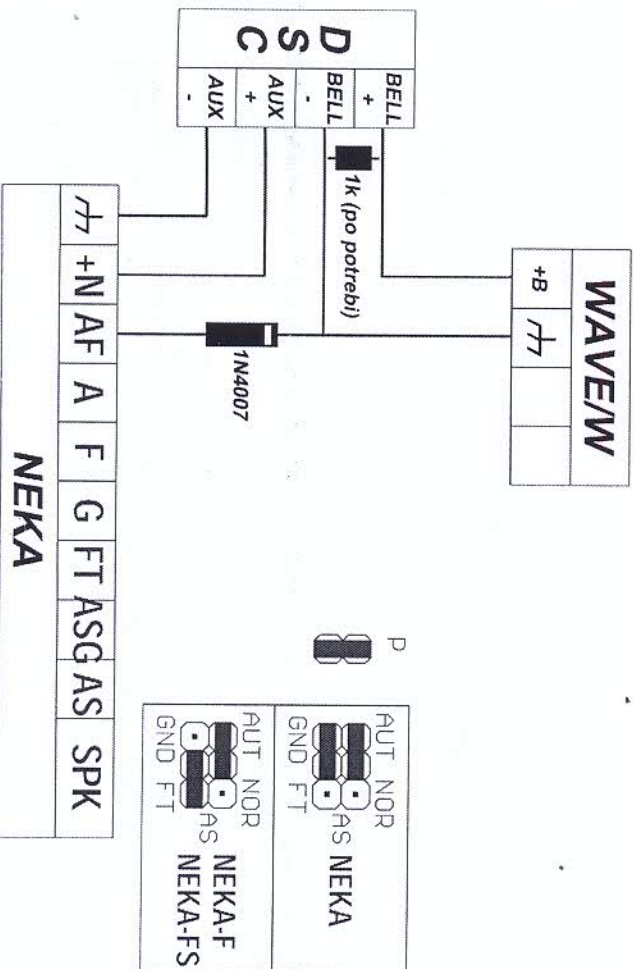 D S C
BELL +
BELL -
AUX +
AUX -
1k (po potrebi)
WAVE/W
+B
1N4007
+N AF A F G FT ASG AS SPK
NEKA
P
AUT NOR
GND FT
AS
NEKA
AUT NOR
GND FT
AS
NEKA-F
NEKA-FS